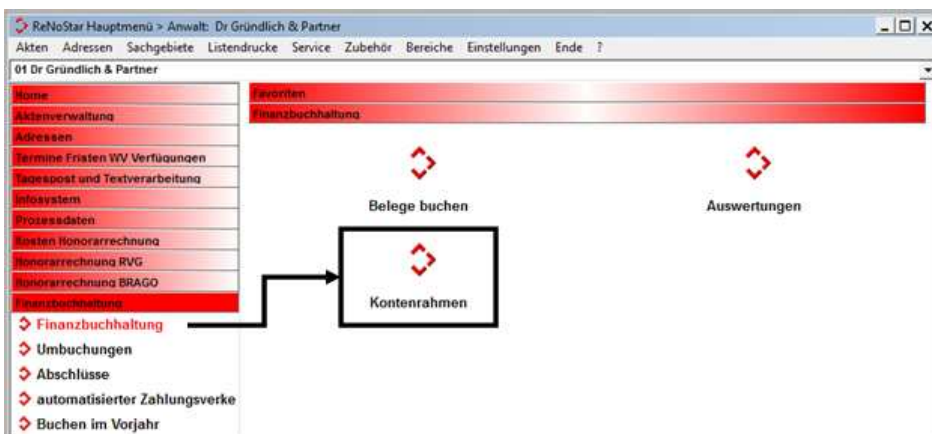 ReNoStar Hauptmenü > Anwalt: Dr Gründlich & Partner
Akten Adressen Sachgebiete Listendrucke Service Zubehör Bereiche Einstellungen Ende ?
01 Dr Gründlich & Partner
Home
Aktenverwaltung
Adressen
Termine Fristen WV Verfügungen
Tagespost und Textverarbeitung
Infosystem
Prozessdaten
Kosten Honorarrechnung
Honorarrechnung RVG
Honorarrechnung BRAGO
Finanzbuchhaltung
Finanzbuchhaltung
Umbuchungen
Abschlüsse
automatisierter Zahlungsverke
Buchen im Vorjahr
Favoriten
Finanzbuchhaltung
Belege buchen
Auswertungen
Kontenrahmen